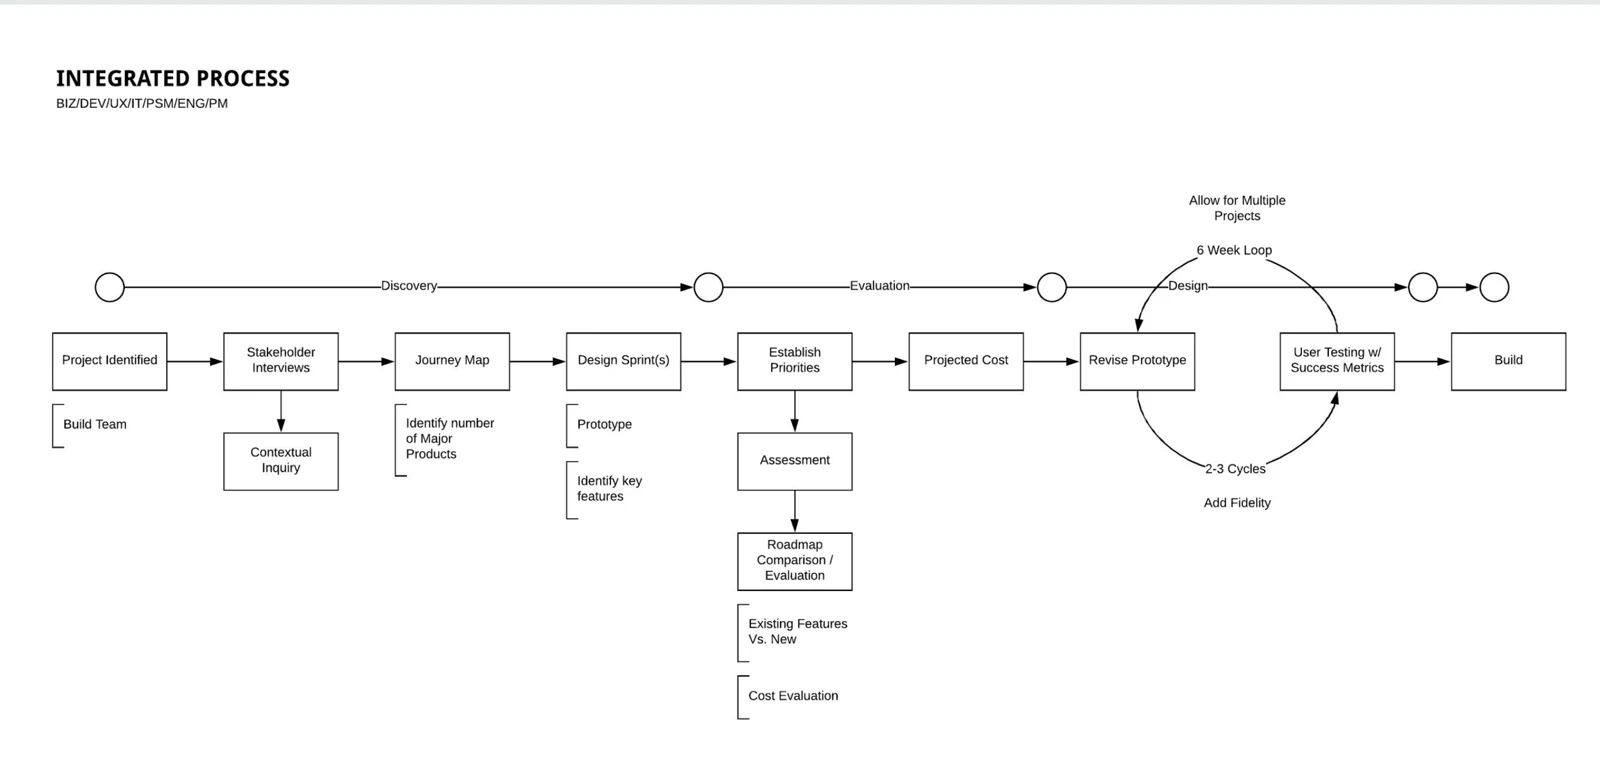 INTEGRATED PROCESS
BIZ/DEV/UX/IT/PSM/ENG/PM
Allow for Multiple
Projects
6 Week Loop
Discovery
Evaluation
Design
Project Identified
Stakeholder
Interviews
Journey Map
Design Sprint(s)
Establish
Priorities
Projected Cost
Revise Prototype
User Testing w/
Success Metrics
Build
Build Team
Contextual
Inquiry
Identify number
of Major
Products
Prototype
Identify key
features
Assessment
2-3 Cycles
Add Fidelity
Roadmap
Comparison /
Evaluation
Existing Features
Vs. New
Cost Evaluation